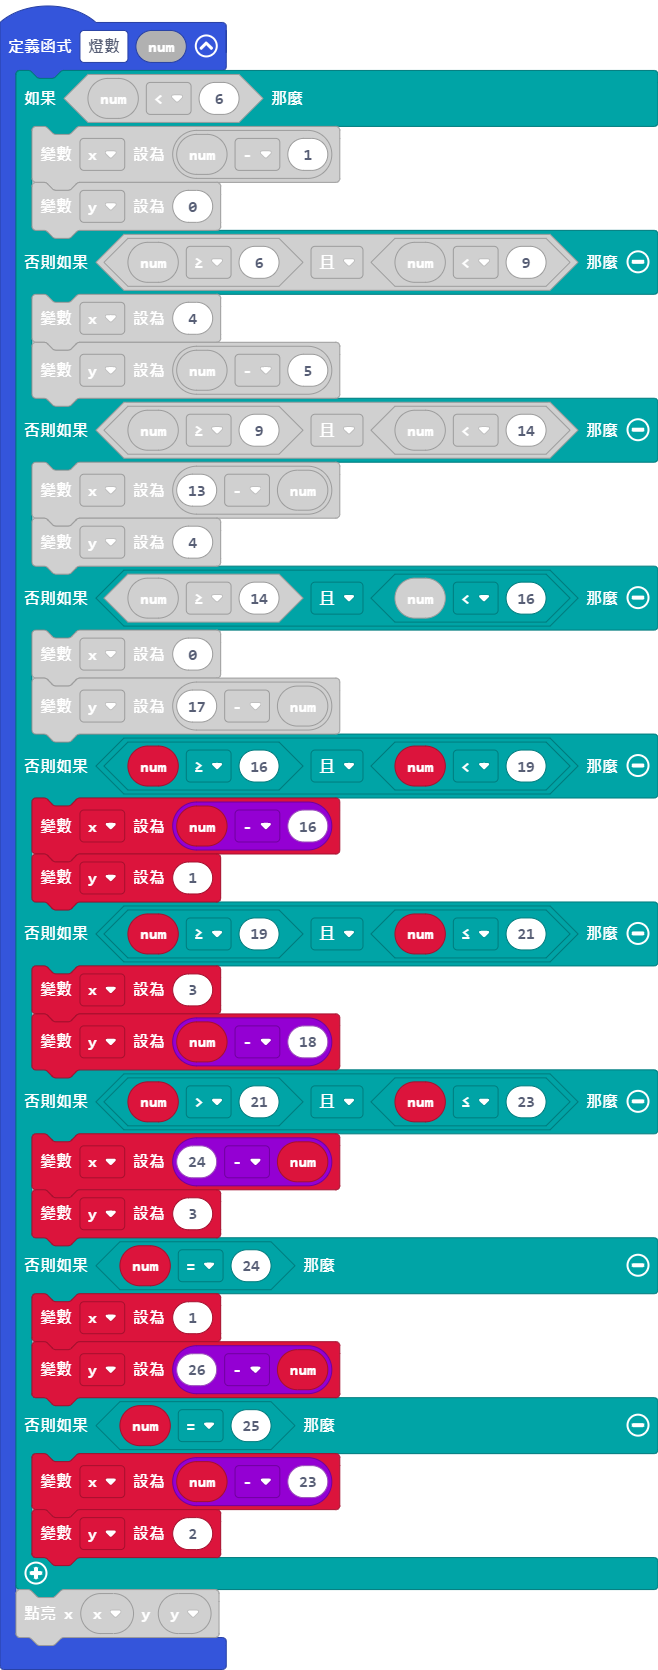 定義函式 燈數 num
如果 num < 6 那麼
變數 x 設為 num - 1
變數 y 設為 0
否則如果 num ≥ 6 且 num < 9 那麼
變數 x 設為 4
變數 y 設為 num - 5
否則如果 num ≥ 9 且 num < 14 那麼
變數 x 設為 13 - num
變數 y 設為 4
否則如果 num ≥ 14 且 num < 16 那麼
變數 x 設為 0
變數 y 設為 17 - num
否則如果 num ≥ 16 且 num < 19 那麼
變數 x 設為 num - 16
變數 y 設為 1
否則如果 num ≥ 19 且 num ≤ 21 那麼
變數 x 設為 3
變數 y 設為 num - 18
否則如果 num > 21 且 num ≤ 23 那麼
變數 x 設為 24 - num
變數 y 設為 3
否則如果 num = 24 那麼
變數 x 設為 1
變數 y 設為 26 - num
否則如果 num = 25 那麼
變數 x 設為 num - 23
變數 y 設為 2
點亮 x x y y